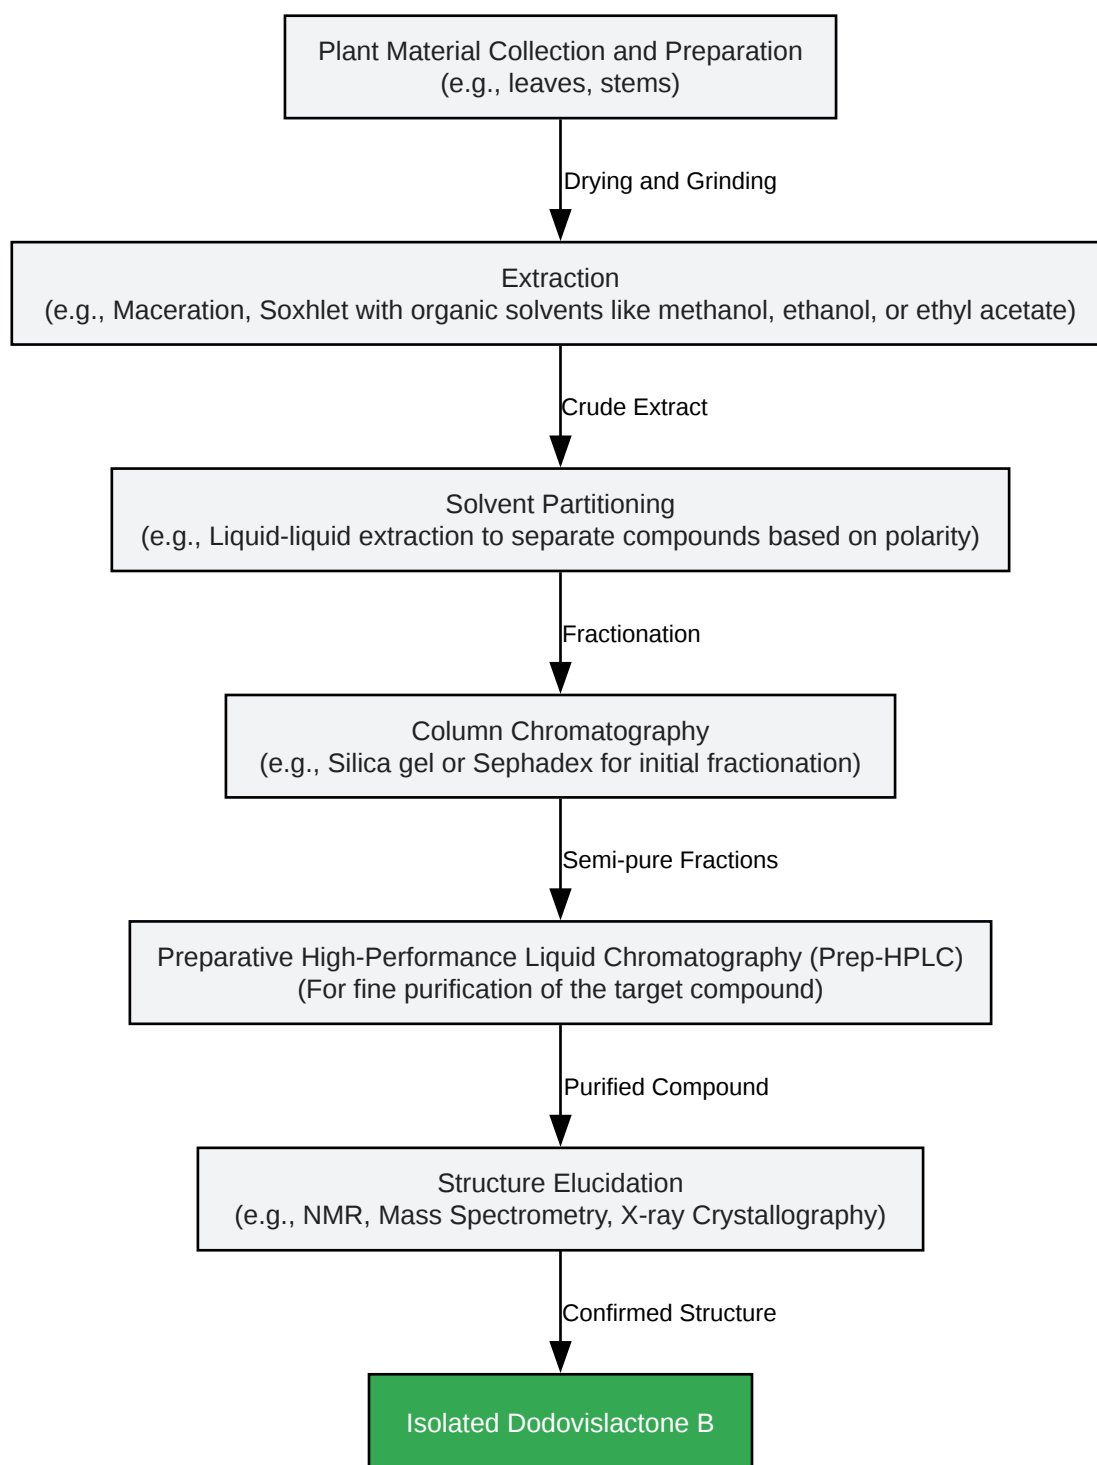 Plant Material Collection and Preparation
(e.g., leaves, stems)
Drying and Grinding
Extraction
(e.g., Maceration, Soxhlet with organic solvents like methanol, ethanol, or ethyl acetate)
Crude Extract
Solvent Partitioning
(e.g., Liquid-liquid extraction to separate compounds based on polarity)
Fractionation
Column Chromatography
(e.g., Silica gel or Sephadex for initial fractionation)
Semi-pure Fractions
Preparative High-Performance Liquid Chromatography (Prep-HPLC)
(For fine purification of the target compound)
Purified Compound
Structure Elucidation
(e.g., NMR, Mass Spectrometry, X-ray Crystallography)
Confirmed Structure
Isolated Dodovislactone B